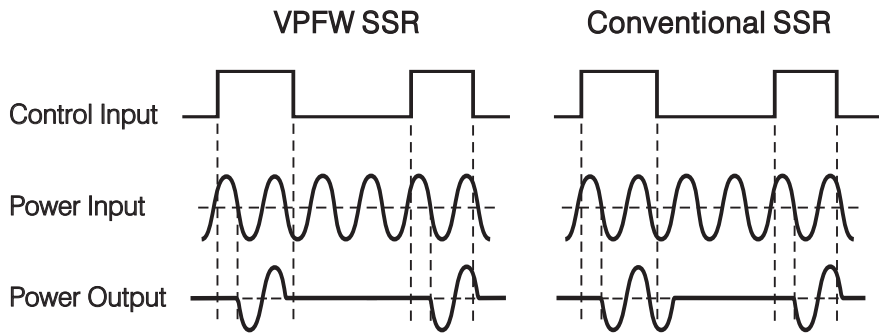 VPFW SSR
Conventional SSR
Control Input
Power Input
Power Output